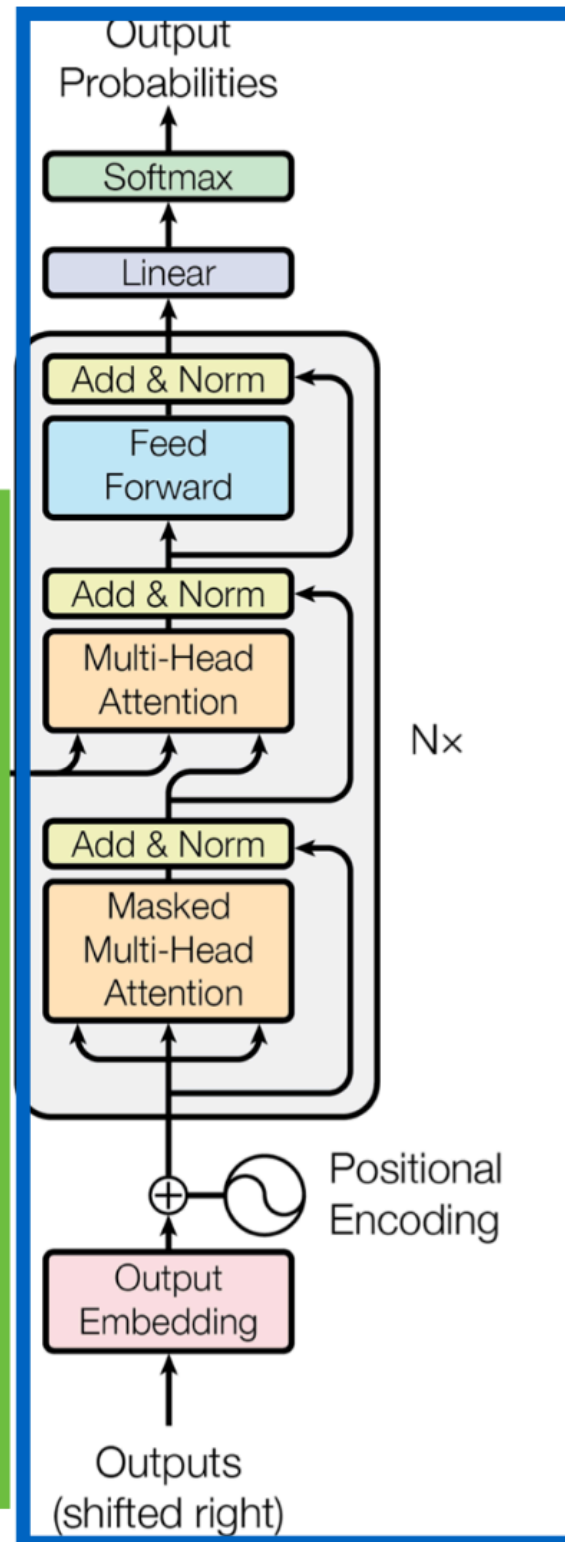 Output
Probabilities
Softmax
Linear
Add & Norm
Feed
Forward
Add & Norm
Multi-Head
Attention
N×
Add & Norm
Masked
Multi-Head
Attention
Positional
Encoding
Output
Embedding
Outputs
(shifted right)